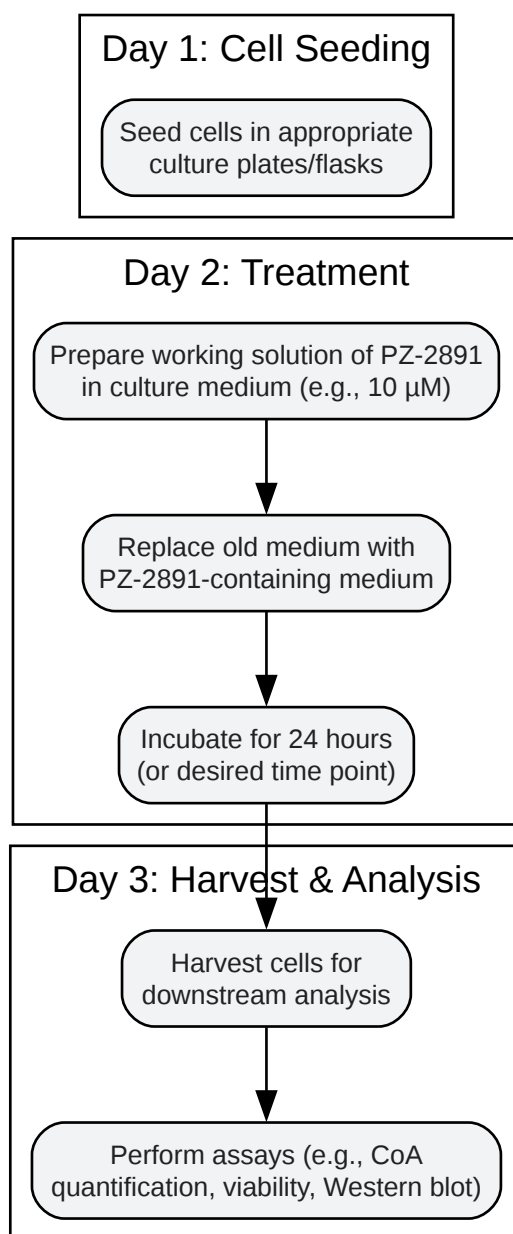 Day 1: Cell Seeding
Seed cells in appropriate
culture plates/flasks
Day 2: Treatment
Prepare working solution of PZ-2891
in culture medium (e.g., 10 µM)
Replace old medium with
PZ-2891-containing medium
Incubate for 24 hours
(or desired time point)
Day 3: Harvest & Analysis
Harvest cells for
downstream analysis
Perform assays (e.g., CoA
quantification, viability, Western blot)